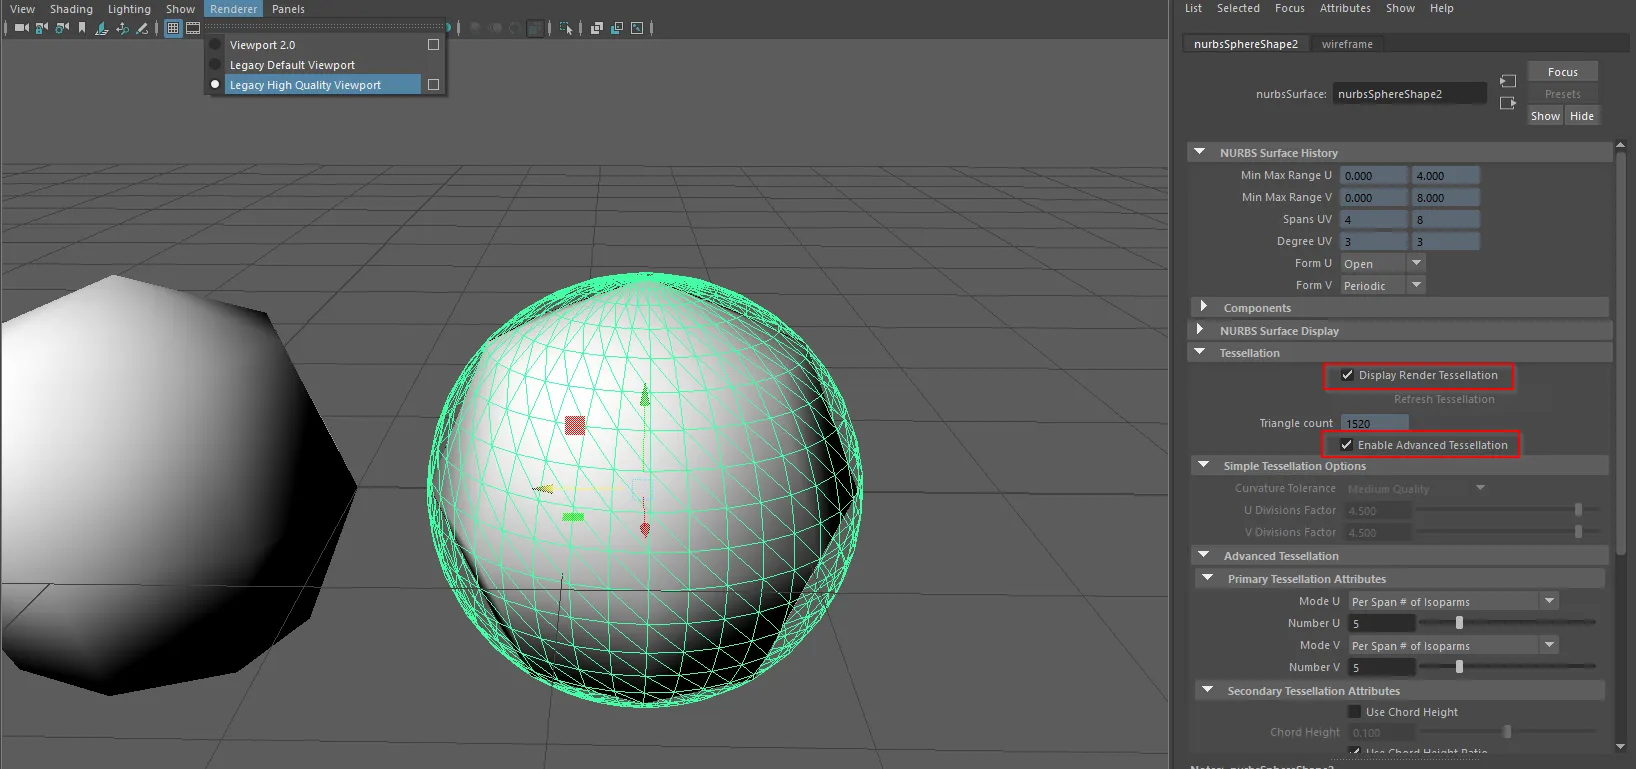 View Shading Lighting Show Renderer Panels
Viewport 2.0
Legacy Default Viewport
Legacy High Quality Viewport
List Selected Focus Attributes Show Help
nurbsSphereShape2 wireframe
Focus
nurbsSurface: nurbsSphereShape2
Presets
Show Hide
NURBS Surface History
Min Max Range U 0.000 4.000
Min Max Range V 0.000 8.000
Spans UV 4 8
Degree UV 3 3
Form U Open
Form V Periodic
Components
NURBS Surface Display
Tessellation
Display Render Tessellation
Refresh Tessellation
Triangle count 1520
Enable Advanced Tessellation
Simple Tessellation Options
Curvature Tolerance Medium Quality
U Divisions Factor 4.500
V Divisions Factor 4.500
Advanced Tessellation
Primary Tessellation Attributes
Mode U Per Span # of Isoparms
Number U 5
Mode V Per Span # of Isoparms
Number V 5
Secondary Tessellation Attributes
Use Chord Height
Chord Height 0.100
Use Chord Height Ratio
Notes: nurbsSphereShape2